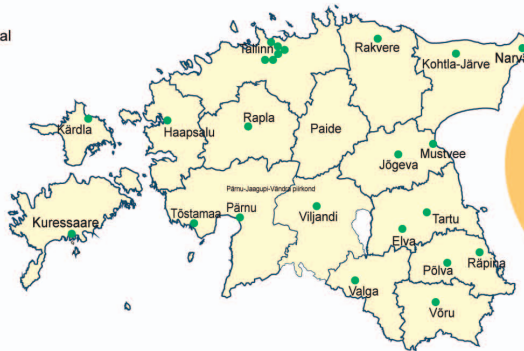 al
Tallinn
Rakvere
Kohtla-Järve
Narva
Kärdla
Haapsalu
Rapla
Paide
Mustvee
Jõgeva
Pärnu-Jaagupi-Vändra piirkond
Kuressaare
Tõstamaa
Pärnu
Viljandi
Tartu
Elva
Põlva
Räpina
Valga
Võru